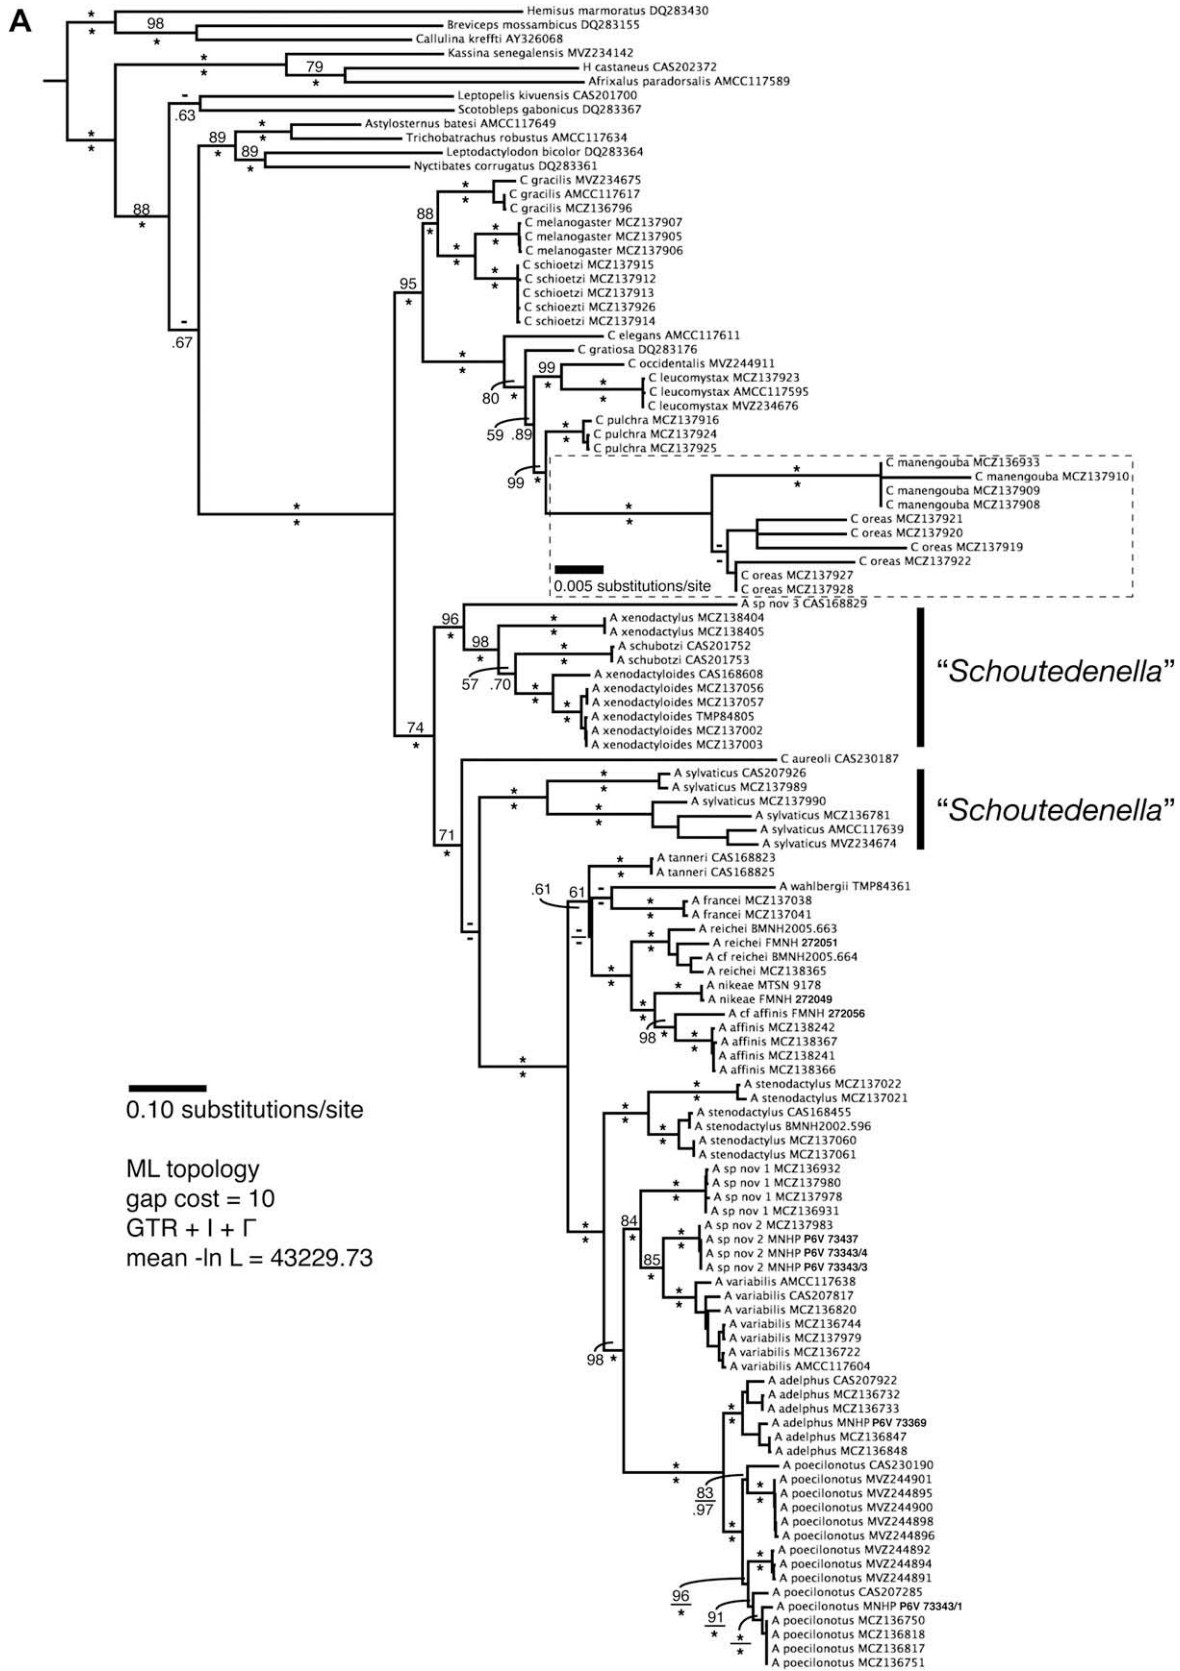 A
Hemisus marmoratus DQ283430
* *
98 *
Breviceps mossambicus DQ283155
Callulina kreffti AY326068
Kassina senegalensis MVZ234142
* *
79 *
H castaneus CAS202372
Afrixalus paradorsalis AMCC117589
* *
- .63
Leptopelis kivuensis CAS201700
Scotobleps gabonicus DQ283367
Astylosternus batesi AMCC117649
* *
Trichobatrachus robustus AMCC117634
89 *
89 *
Leptodactylodon bicolor DQ283364
Nyctibates corrugatus DQ283361
88 *
C gracilis MVZ234675
* *
C gracilis AMCC117617
C gracilis MCZ136796
88 *
C melanogaster MCZ137907
* *
C melanogaster MCZ137905
C melanogaster MCZ137906
* *
C schioetzi MCZ137915
* *
C schioetzi MCZ137912
C schioetzi MCZ137913
C schioezti MCZ137926
C schioetzi MCZ137914
95 *
- .67
C elegans AMCC117611
* *
C gratiosa DQ283176
C occidentalis MVZ244911
99 *
C leucomystax MCZ137923
* *
C leucomystax AMCC117595
C leucomystax MVZ234676
80 *
59 .89
C pulchra MCZ137916
* *
C pulchra MCZ137924
C pulchra MCZ137925
99 *
C manengouba MCZ136933
* *
C manengouba MCZ137910
C manengouba MCZ137909
C manengouba MCZ137908
* *
* *
C oreas MCZ137921
C oreas MCZ137920
C oreas MCZ137919
- -
C oreas MCZ137922
C oreas MCZ137927
C oreas MCZ137928
0.005 substitutions/site
A sp nov 3 CAS168829
96 *
A xenodactylus MCZ138404
* *
A xenodactylus MCZ138405
98 *
A schubotzi CAS201752
* *
A schubotzi CAS201753
57 .70
A xenodactyloides CAS168608
* *
A xenodactyloides MCZ137056
A xenodactyloides MCZ137057
* *
A xenodactyloides TMP84805
A xenodactyloides MCZ137002
A xenodactyloides MCZ137003
“Schoutedenella”
74 *
C aureoli CAS230187
A sylvaticus CAS207926
* *
A sylvaticus MCZ137989
* *
A sylvaticus MCZ137990
* *
A sylvaticus MCZ136781
A sylvaticus AMCC117639
A sylvaticus MVZ234674
“Schoutedenella”
71 *
A tanneri CAS168823
* *
A tanneri CAS168825
.61
61
- -
A wahlbergii TMP84361
A francei MCZ137038
* *
A francei MCZ137041
- -
- -
A reichei BMNH2005.663
* *
A reichei FMNH 272051
A cf reichei BMNH2005.664
A reichei MCZ138365
* *
A nikeae MTSN 9178
*
A nikeae FMNH 272049
* *
A cf affinis FMNH 272056
98 *
A affinis MCZ138242
* *
A affinis MCZ138367
A affinis MCZ138241
A affinis MCZ138366
* *
A stenodactylus MCZ137022
* *
A stenodactylus MCZ137021
* *
A stenodactylus CAS168455
* *
A stenodactylus BMNH2002.596
A stenodactylus MCZ137060
A stenodactylus MCZ137061
0.10 substitutions/site
ML topology
gap cost = 10
GTR + I + Γ
mean -ln L = 43229.73
A sp nov 1 MCZ136932
* *
A sp nov 1 MCZ137980
A sp nov 1 MCZ137978
A sp nov 1 MCZ136931
* *
84 *
A sp nov 2 MCZ137983
* *
A sp nov 2 MNHP P6V 73437
A sp nov 2 MNHP P6V 73343/4
A sp nov 2 MNHP P6V 73343/3
85 *
A variabilis AMCC117638
* *
A variabilis CAS207817
A variabilis MCZ136820
A variabilis MCZ136744
A variabilis MCZ137979
A variabilis MCZ136722
A variabilis AMCC117604
98 *
A adelphus CAS207922
A adelphus MCZ136732
* *
A adelphus MCZ136733
A adelphus MNHP P6V 73369
A adelphus MCZ136847
A adelphus MCZ136848
* *
A poecilonotus CAS230190
83 .97
A poecilonotus MVZ244901
* *
A poecilonotus MVZ244895
A poecilonotus MVZ244900
A poecilonotus MVZ244898
A poecilonotus MVZ244896
* *
A poecilonotus MVZ244892
* *
A poecilonotus MVZ244894
A poecilonotus MVZ244891
96 *
A poecilonotus CAS207285
91 *
A poecilonotus MNHP P6V 73343/1
* *
A poecilonotus MCZ136750
A poecilonotus MCZ136818
A poecilonotus MCZ136817
A poecilonotus MCZ136751